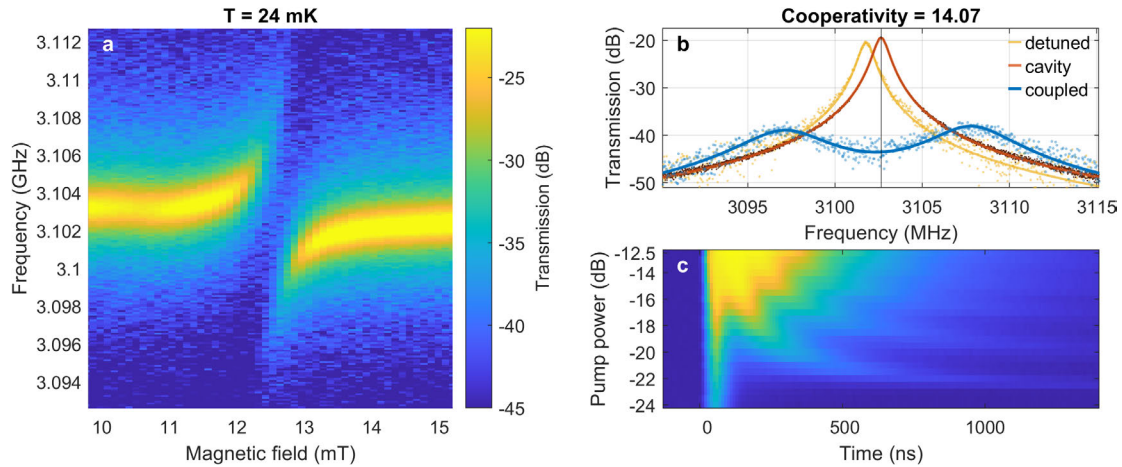 T = 24 mK
a
3.112
3.11
3.108
3.106
3.104
3.102
3.1
3.098
3.096
3.094
Frequency (GHz)
10 11 12 13 14 15
Magnetic field (mT)
-25
-30
-35
-40
-45
Transmission (dB)
Cooperativity = 14.07
b
-20
-30
-40
-50
Transmission (dB)
detuned
cavity
coupled
3095 3100 3105 3110 3115
Frequency (MHz)
c
-12.5
-14
-16
-18
-20
-22
-24
Pump power (dB)
0 500 1000
Time (ns)